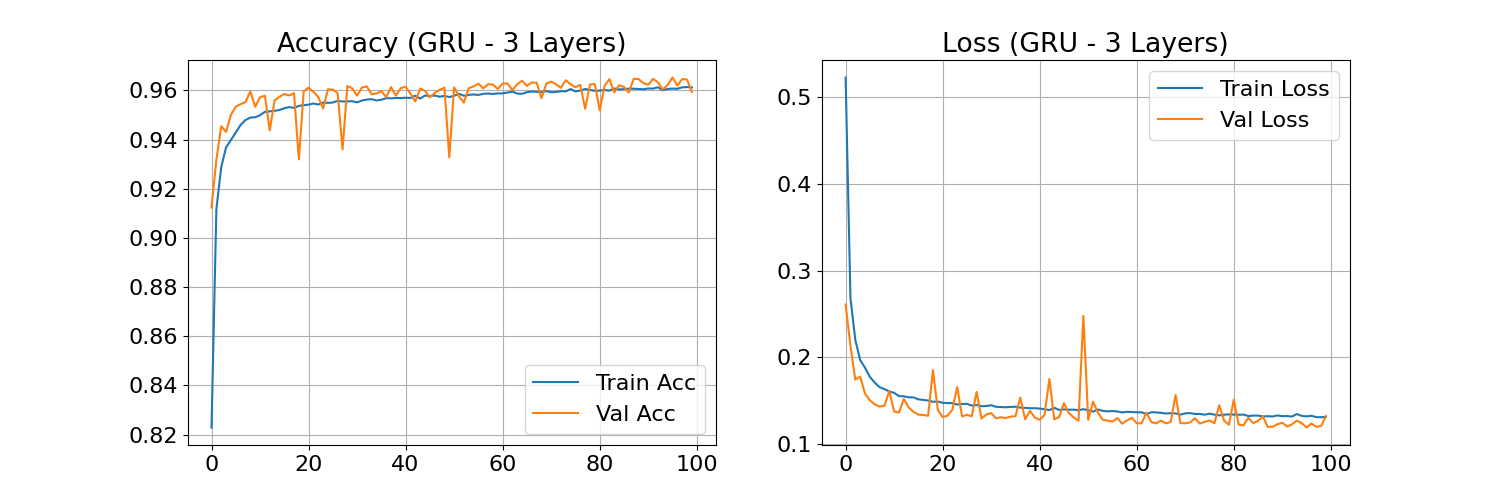 Accuracy (GRU - 3 Layers)
0.96
0.94
0.92
0.90
0.88
0.86
0.84
0.82
0 20 40 60 80 100
Train Acc
Val Acc
Loss (GRU - 3 Layers)
0.5
0.4
0.3
0.2
0.1
0 20 40 60 80 100
Train Loss
Val Loss